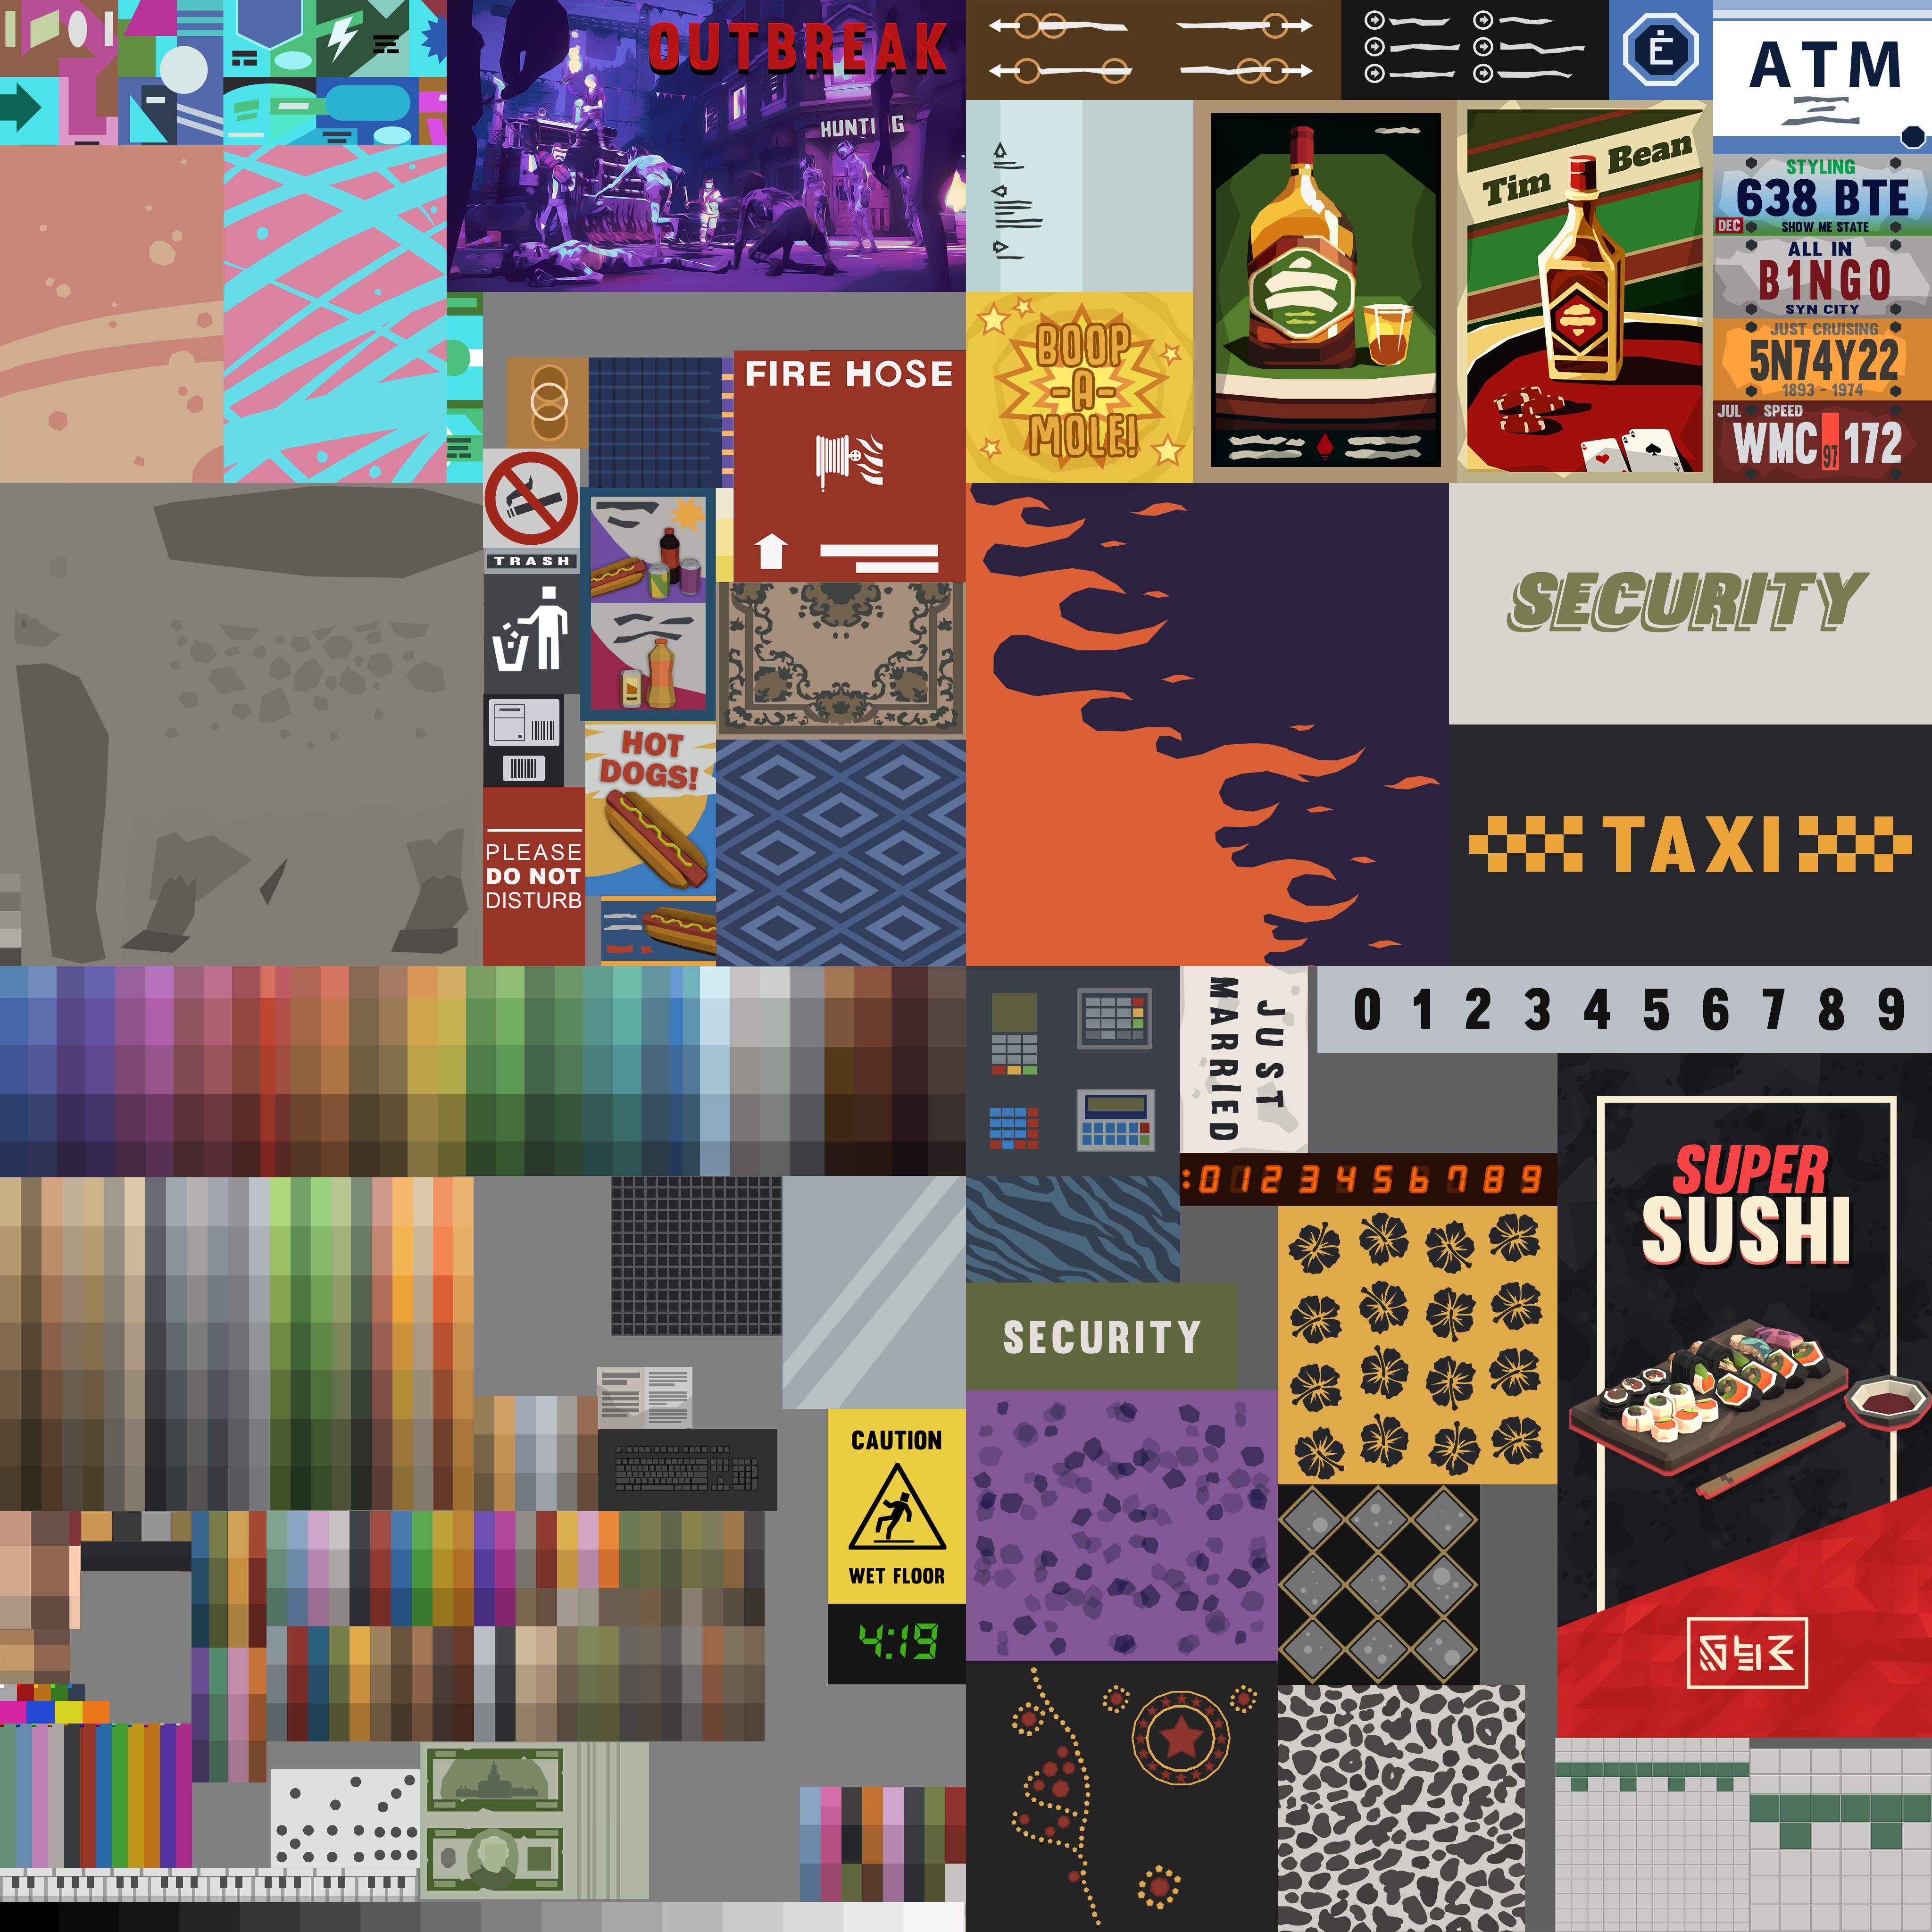 OUTBREAK
HUNTI G
Ė
ATM
Tim Bean
STYLING
638 BTE
DEC
SHOW ME STATE
ALL IN
B1NGO
SYN CITY
JUST CRUISING
5N74Y22
1893 - 1974
JUL SPEED
WMC 97 172
BOOP
-A-
MOLE!
FIRE HOSE
TRASH
HOT
DOGS!
PLEASE
DO NOT
DISTURB
SECURITY
TAXI
JUST
MARRIED
0 1 2 3 4 5 6 7 8 9
:0 1 2 3 4 5 6 7 8 9
SUPER
SUSHI
SECURITY
CAUTION
WET FLOOR
4:19